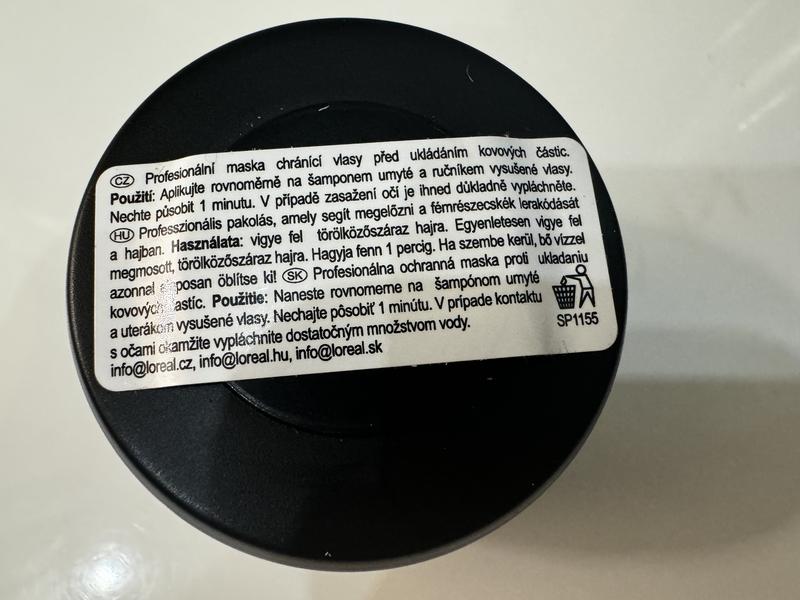 CZ Profesionální maska chránící vlasy před ukládáním kovových částic.
Použití: Aplikujte rovnoměrně na šamponem umyté a ručníkem vysušené vlasy.
Nechte působit 1 minutu. V případě zasažení očí je ihned důkladně vypláchněte.
HU Professzionális pakolás, amely segít megelőzni a fémrészecskék lerakódását
a hajban. Használata: vigye fel törölközőszáraz hajra. Egyenletesen vigye fel
megmosott, törölközőszáraz hajra. Hagyja fenn 1 percig. Ha szembe kerül, bő vízzel
azonnal alaposan öblítse ki! SK Profesionálna ochranná maska proti ukladaniu
kovových častíc. Použitie: Naneste rovnomerne na šampónom umyté
a uterákom vysušené vlasy. Nechajte pôsobiť 1 minútu. V prípade kontaktu
s očami okamžite vypláchnite dostatočným množstvom vody.
info@loreal.cz, info@loreal.hu, info@loreal.sk
SP1155